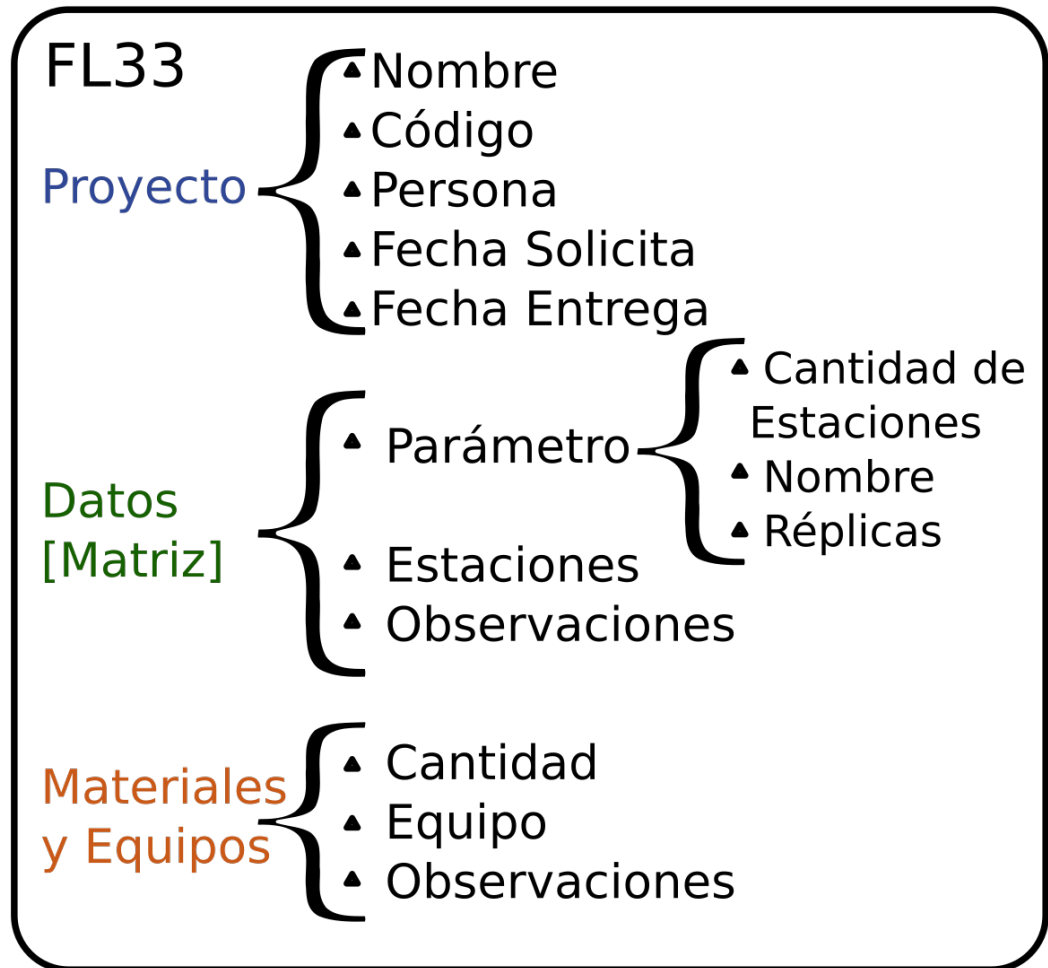 FL33
Proyecto
Nombre
Código
Persona
Fecha Solicita
Fecha Entrega
Datos
[Matriz]
Parámetro
Cantidad de
Estaciones
Nombre
Réplicas
Estaciones
Observaciones
Materiales
y Equipos
Cantidad
Equipo
Observaciones